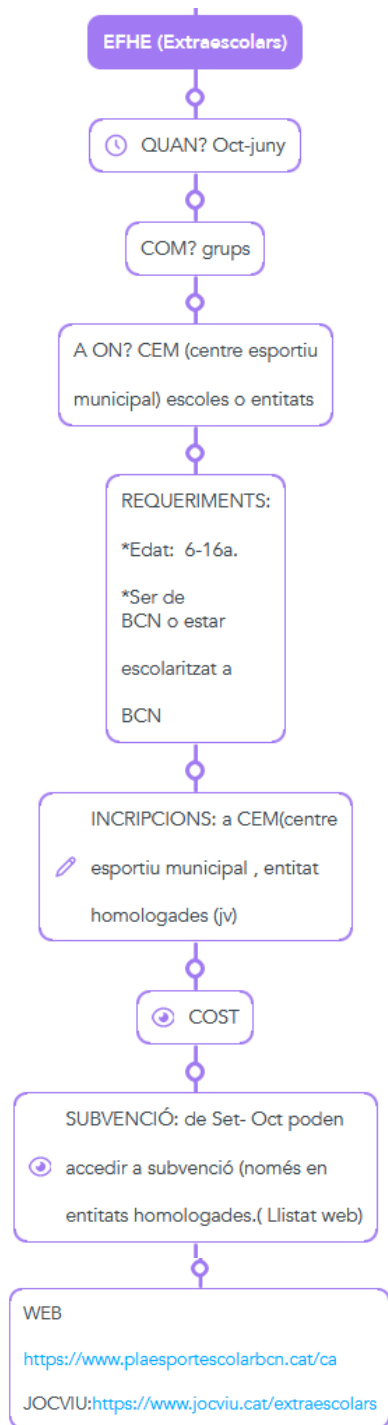 EFHE (Extraescolars)
QUAN? Oct-juny
COM? grups
A ON? CEM (centre esportiu
municipal) escoles o entitats
REQUERIMENTS:
*Edat: 6-16a.
*Ser de
BCN o estar
escolaritzat a
BCN
INCRIPCIONS: a CEM(centre
esportiu municipal , entitat
homologades (jv)
COST
SUBVENCIÓ: de Set- Oct poden
accedir a subvenció (només en
entitats homologades.( Llistat web)
WEB
https://www.plaesportescolarbcn.cat/ca
JOCVIU:https://www.jocviu.cat/extraescolars